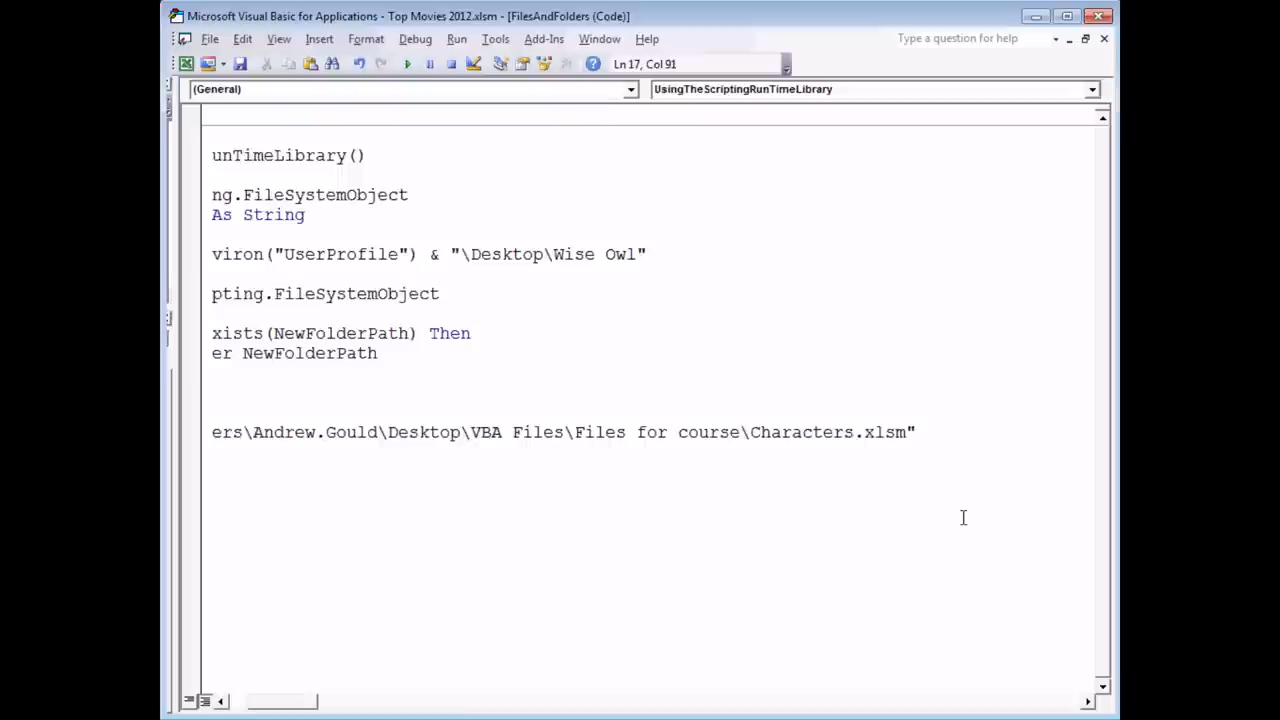 Microsoft Visual Basic for Applications - Top Movies 2012.xlsm - [FilesAndFolders (Code)]
File Edit View Insert Format Debug Run Tools Add-Ins Window Help Type a question for help
Ln 17, Col 91
(General) UsingTheScriptingRunTimeLibrary
unTimeLibrary()
ng.FileSystemObject
As String
viron("UserProfile") & "\Desktop\Wise Owl"
pting.FileSystemObject
xists(NewFolderPath) Then
er NewFolderPath
ers\Andrew.Gould\Desktop\VBA Files\Files for course\Characters.xlsm"